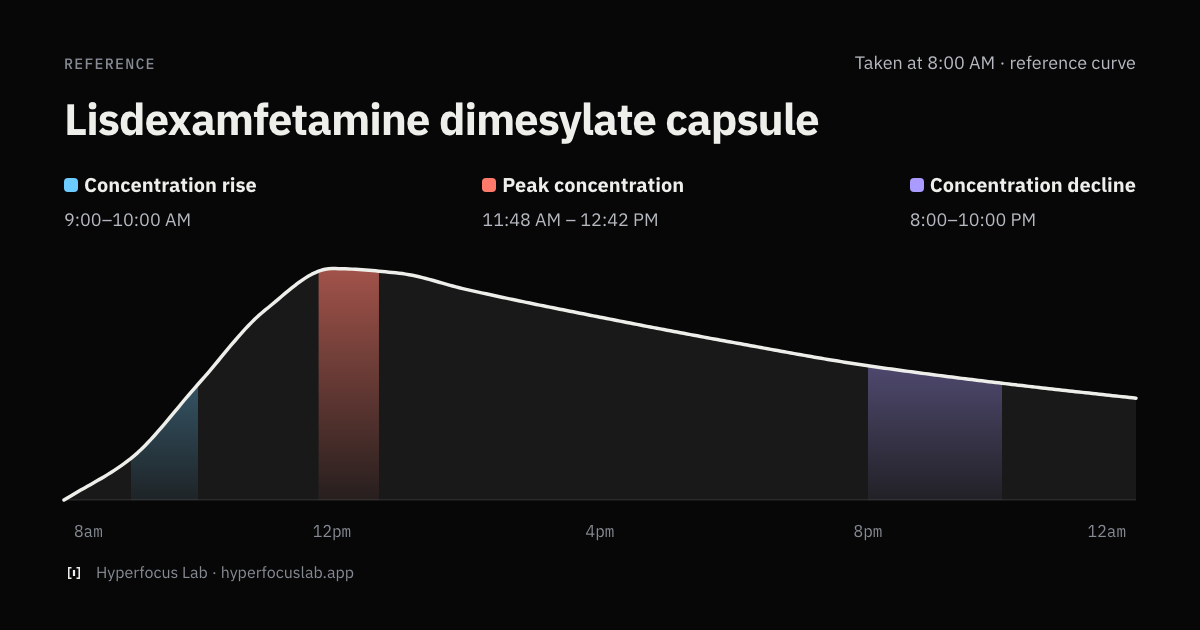 REFERENCE
Taken at 8:00 AM · reference curve
Lisdexamfetamine dimesylate capsule
Concentration rise
9:00–10:00 AM
Peak concentration
11:48 AM – 12:42 PM
Concentration decline
8:00–10:00 PM
8am 12pm 4pm 8pm 12am
Hyperfocus Lab · hyperfocuslab.app